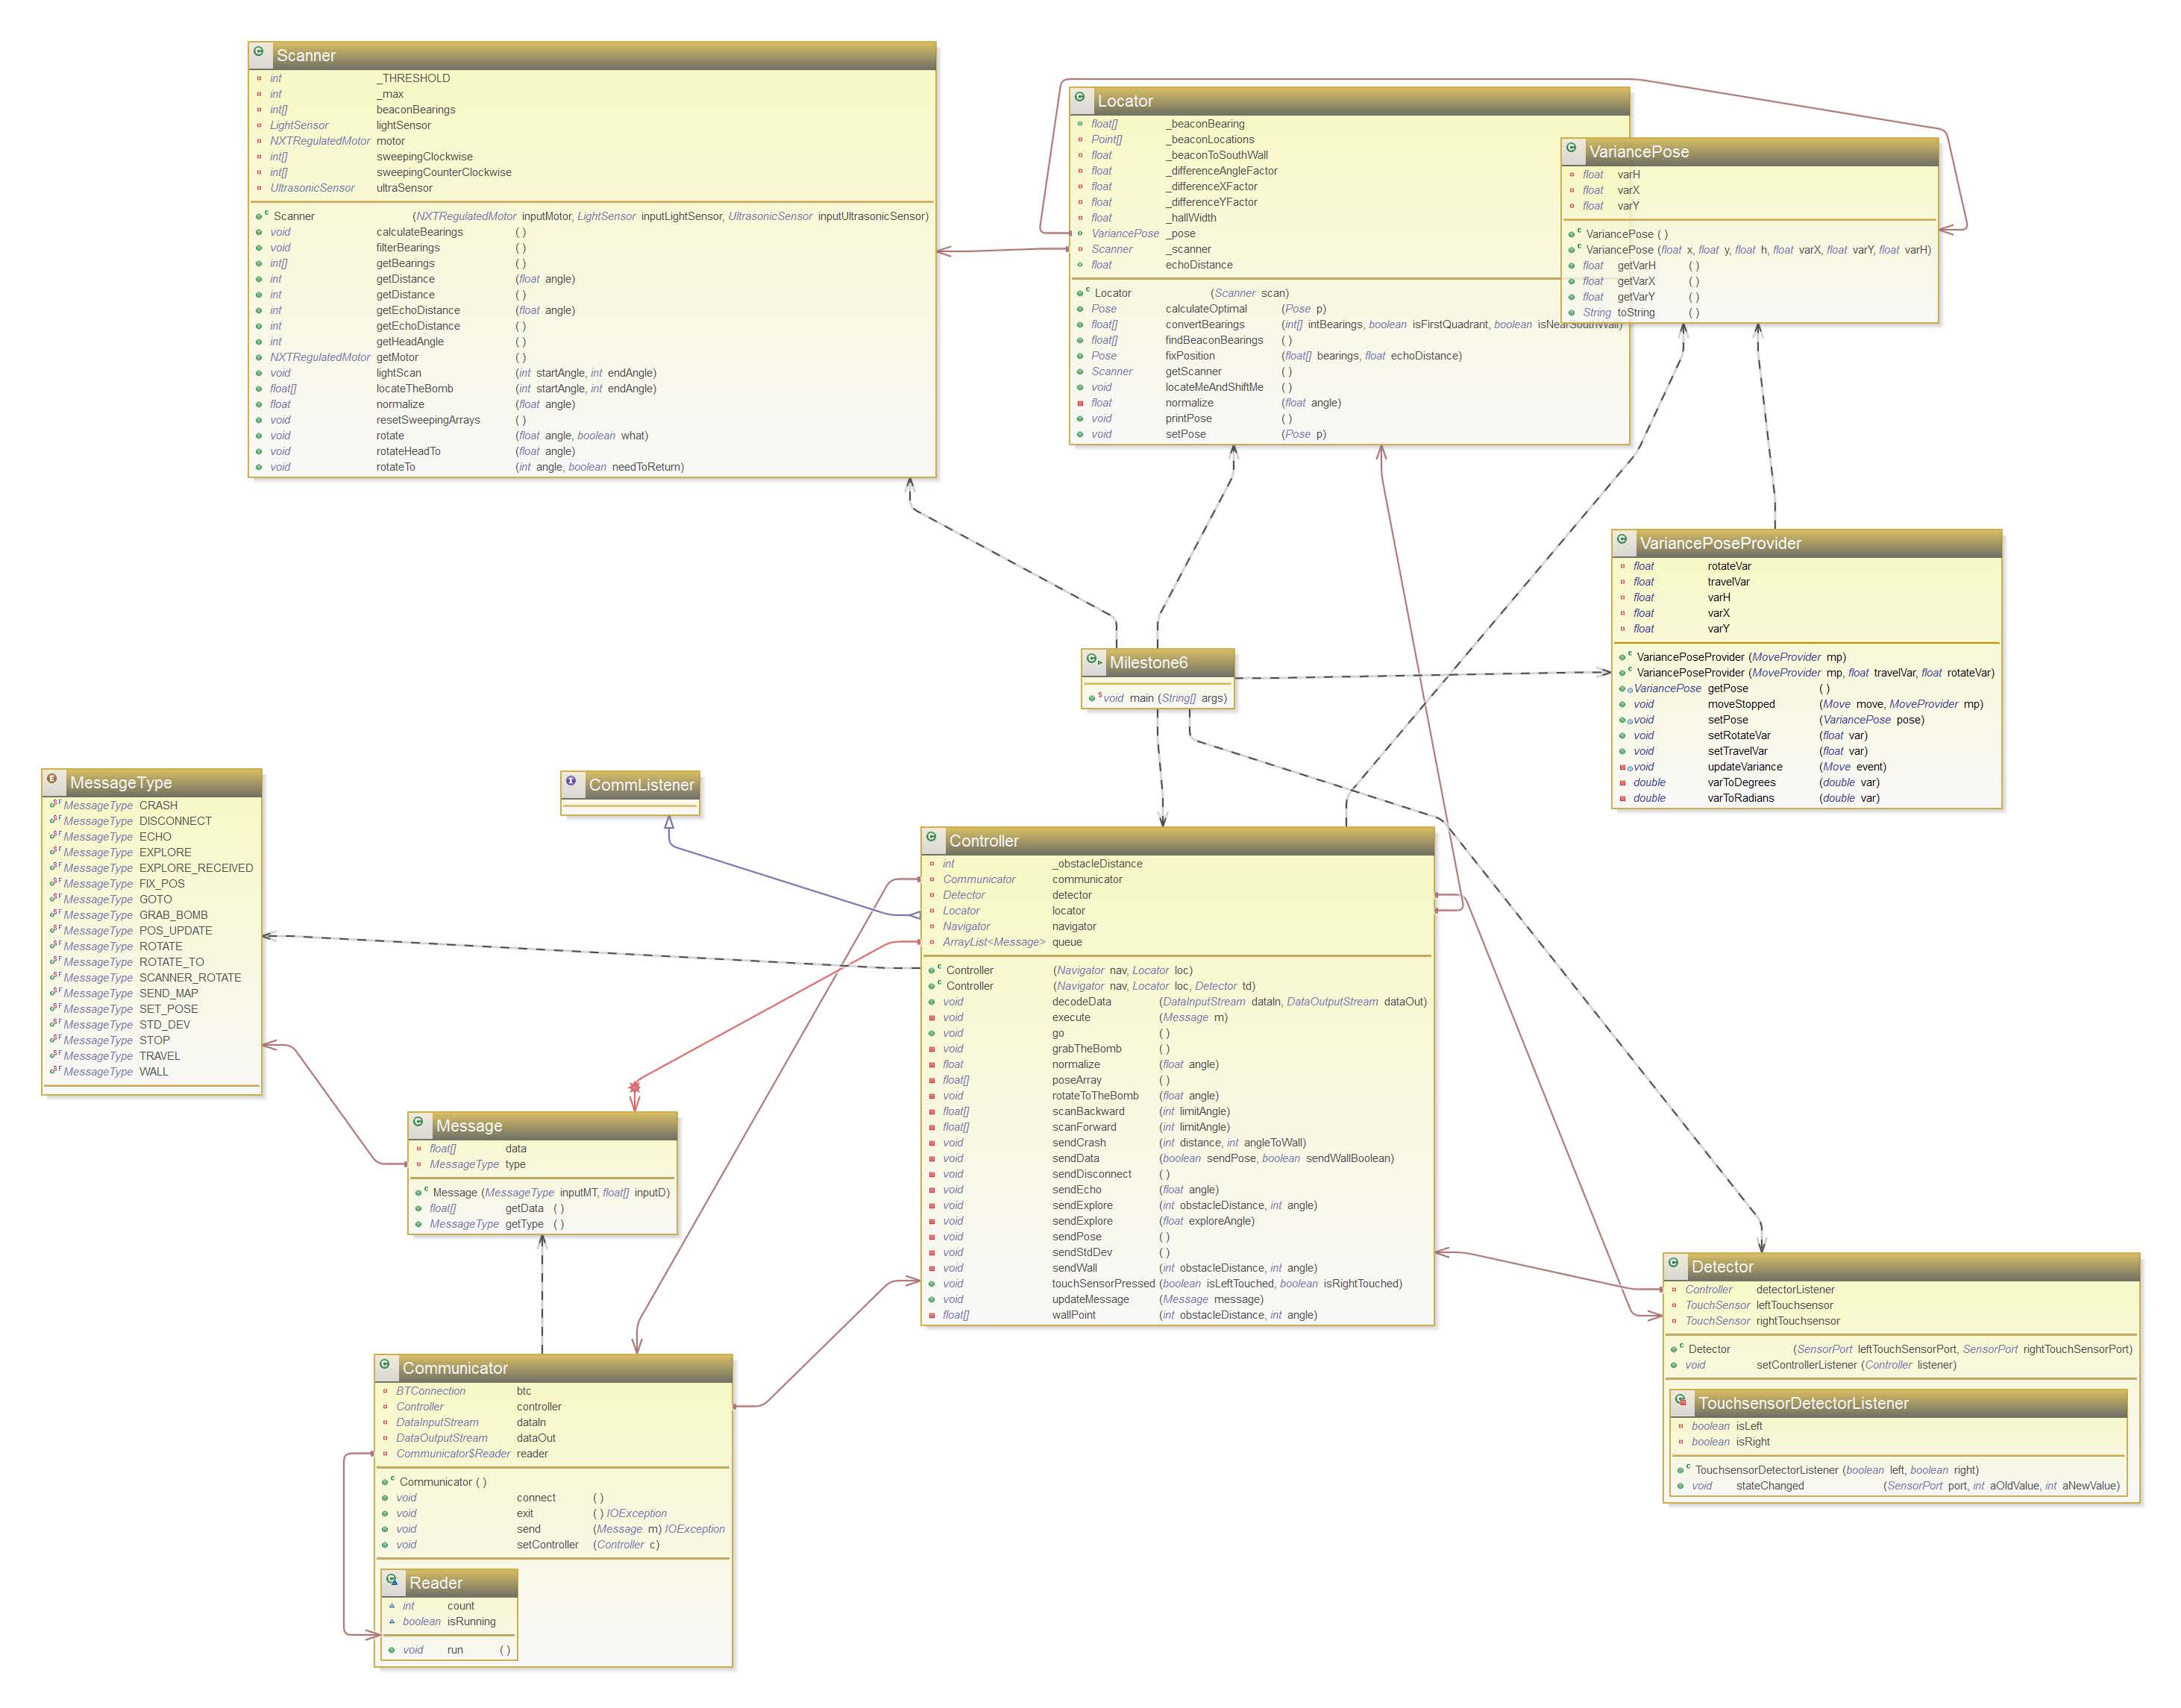 Scanner
int _THRESHOLD
int _max
int[] beaconBearings
LightSensor lightSensor
NXTRegulatedMotor motor
int[] sweepingClockwise
int[] sweepingCounterClockwise
UltrasonicSensor ultraSensor
Scanner (NXTRegulatedMotor inputMotor, LightSensor inputLightSensor, UltrasonicSensor inputUltrasonicSensor)
void calculateBearings ( )
void filterBearings ( )
int[] getBearings ( )
int getDistance (float angle)
int getDistance ( )
int getEchoDistance (float angle)
int getEchoDistance ( )
int getHeadAngle ( )
NXTRegulatedMotor getMotor ( )
void lightScan (int startAngle, int endAngle)
float[] locateTheBomb (int startAngle, int endAngle)
float normalize (float angle)
void resetSweepingArrays ( )
void rotate (float angle, boolean what)
void rotateHeadTo (float angle)
void rotateTo (int angle, boolean needToReturn)
Locator
float[] _beaconBearing
Point[] _beaconLocations
float _beaconToSouthWall
float _differenceAngleFactor
float _differenceXFactor
float _differenceYFactor
float _hallWidth
VariancePose _pose
Scanner _scanner
float echoDistance
Locator (Scanner scan)
Pose calculateOptimal (Pose p)
float[] convertBearings (int[] intBearings, boolean isFirstQuadrant, boolean isNearSouthWall)
float[] findBeaconBearings ( )
Pose fixPosition (float[] bearings, float echoDistance)
Scanner getScanner ( )
void locateMeAndShiftMe ( )
float normalize (float angle)
void printPose ( )
void setPose (Pose p)
VariancePose
float varH
float varX
float varY
VariancePose ( )
VariancePose (float x, float y, float h, float varX, float varY, float varH)
float getVarH ( )
float getVarX ( )
float getVarY ( )
String toString ( )
VariancePoseProvider
float rotateVar
float travelVar
float varH
float varX
float varY
VariancePoseProvider (MoveProvider mp)
VariancePoseProvider (MoveProvider mp, float travelVar, float rotateVar)
VariancePose getPose ( )
void moveStopped (Move move, MoveProvider mp)
void setPose (VariancePose pose)
void setRotateVar (float var)
void setTravelVar (float var)
void updateVariance (Move event)
double varToDegrees (double var)
double varToRadians (double var)
Milestone6
void main (String[] args)
MessageType
MessageType CRASH
MessageType DISCONNECT
MessageType ECHO
MessageType EXPLORE
MessageType EXPLORE_RECEIVED
MessageType FIX_POS
MessageType GOTO
MessageType GRAB_BOMB
MessageType POS_UPDATE
MessageType ROTATE
MessageType ROTATE_TO
MessageType SCANNER_ROTATE
MessageType SEND_MAP
MessageType SET_POSE
MessageType STD_DEV
MessageType STOP
MessageType TRAVEL
MessageType WALL
CommListener
Controller
int _obstacleDistance
Communicator communicator
Detector detector
Locator locator
Navigator navigator
ArrayList<Message> queue
Controller (Navigator nav, Locator loc)
Controller (Navigator nav, Locator loc, Detector td)
void decodeData (DataInputStream dataIn, DataOutputStream dataOut)
void execute (Message m)
void go ( )
void grabTheBomb ( )
float normalize (float angle)
float[] poseArray ( )
void rotateToTheBomb (float angle)
float[] scanBackward (int limitAngle)
float[] scanForward (int limitAngle)
void sendCrash (int distance, int angleToWall)
void sendData (boolean sendPose, boolean sendWallBoolean)
void sendDisconnect ( )
void sendEcho (float angle)
void sendExplore (int obstacleDistance, int angle)
void sendExplore (float exploreAngle)
void sendPose ( )
void sendStdDev ( )
void sendWall (int obstacleDistance, int angle)
void touchSensorPressed (boolean isLeftTouched, boolean isRightTouched)
void updateMessage (Message message)
float[] wallPoint (int obstacleDistance, int angle)
Message
float[] data
MessageType type
Message (MessageType inputMT, float[] inputD)
float[] getData ( )
MessageType getType ( )
Detector
Controller detectorListener
TouchSensor leftTouchsensor
TouchSensor rightTouchsensor
Detector (SensorPort leftTouchSensorPort, SensorPort rightTouchSensorPort)
void setControllerListener (Controller listener)
TouchsensorDetectorListener
boolean isLeft
boolean isRight
TouchsensorDetectorListener (boolean left, boolean right)
void stateChanged (SensorPort port, int aOldValue, int aNewValue)
Communicator
BTConnection btc
Controller controller
DataInputStream dataIn
DataOutputStream dataOut
Communicator$Reader reader
Communicator ( )
void connect ( )
void exit ( ) IOException
void send (Message m) IOException
void setController (Controller c)
Reader
int count
boolean isRunning
void run ( )